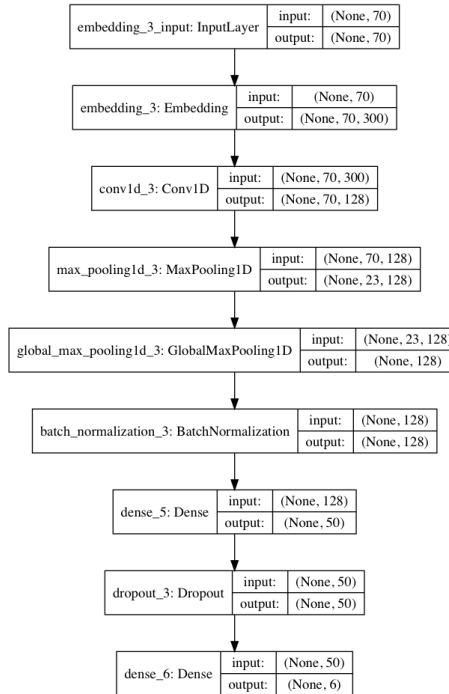 embedding_3_input: InputLayer input: (None, 70)
output: (None, 70)
embedding_3: Embedding input: (None, 70)
output: (None, 70, 300)
conv1d_3: Conv1D input: (None, 70, 300)
output: (None, 70, 128)
max_pooling1d_3: MaxPooling1D input: (None, 70, 128)
output: (None, 23, 128)
global_max_pooling1d_3: GlobalMaxPooling1D input: (None, 23, 128)
output: (None, 128)
batch_normalization_3: BatchNormalization input: (None, 128)
output: (None, 128)
dense_5: Dense input: (None, 128)
output: (None, 50)
dropout_3: Dropout input: (None, 50)
output: (None, 50)
dense_6: Dense input: (None, 50)
output: (None, 6)